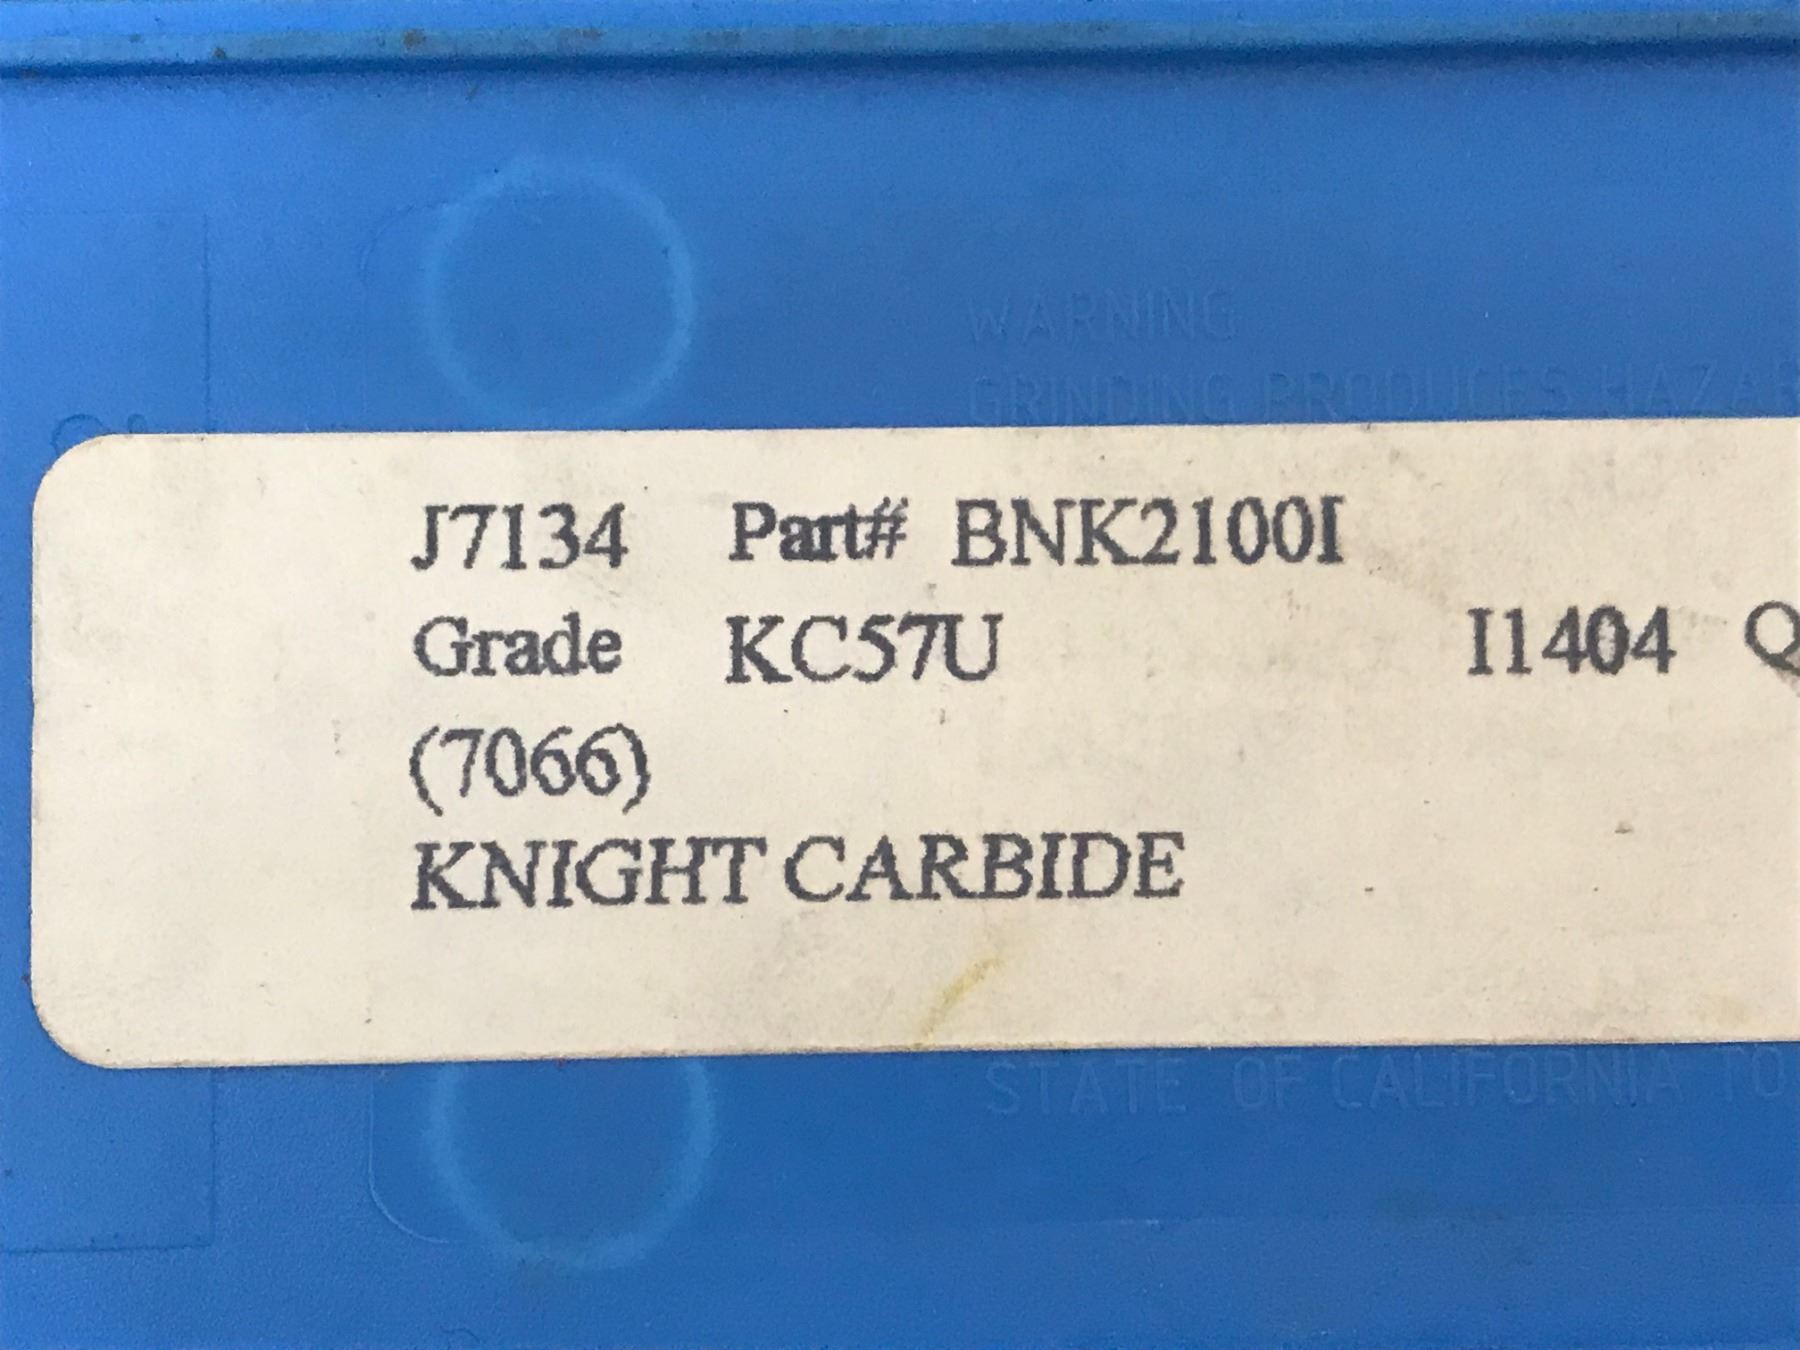 WARNING
GRINDING PRODUCES HAZAR
J7134 Part# BNK2100I
Grade KC57U I1404 Q
(7066)
KNIGHT CARBIDE
STATE OF CALIFORNIA TO